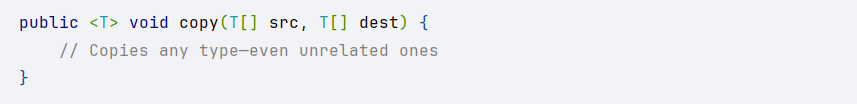 public <T> void copy(T[] src, T[] dest) {
    // Copies any type—even unrelated ones
}